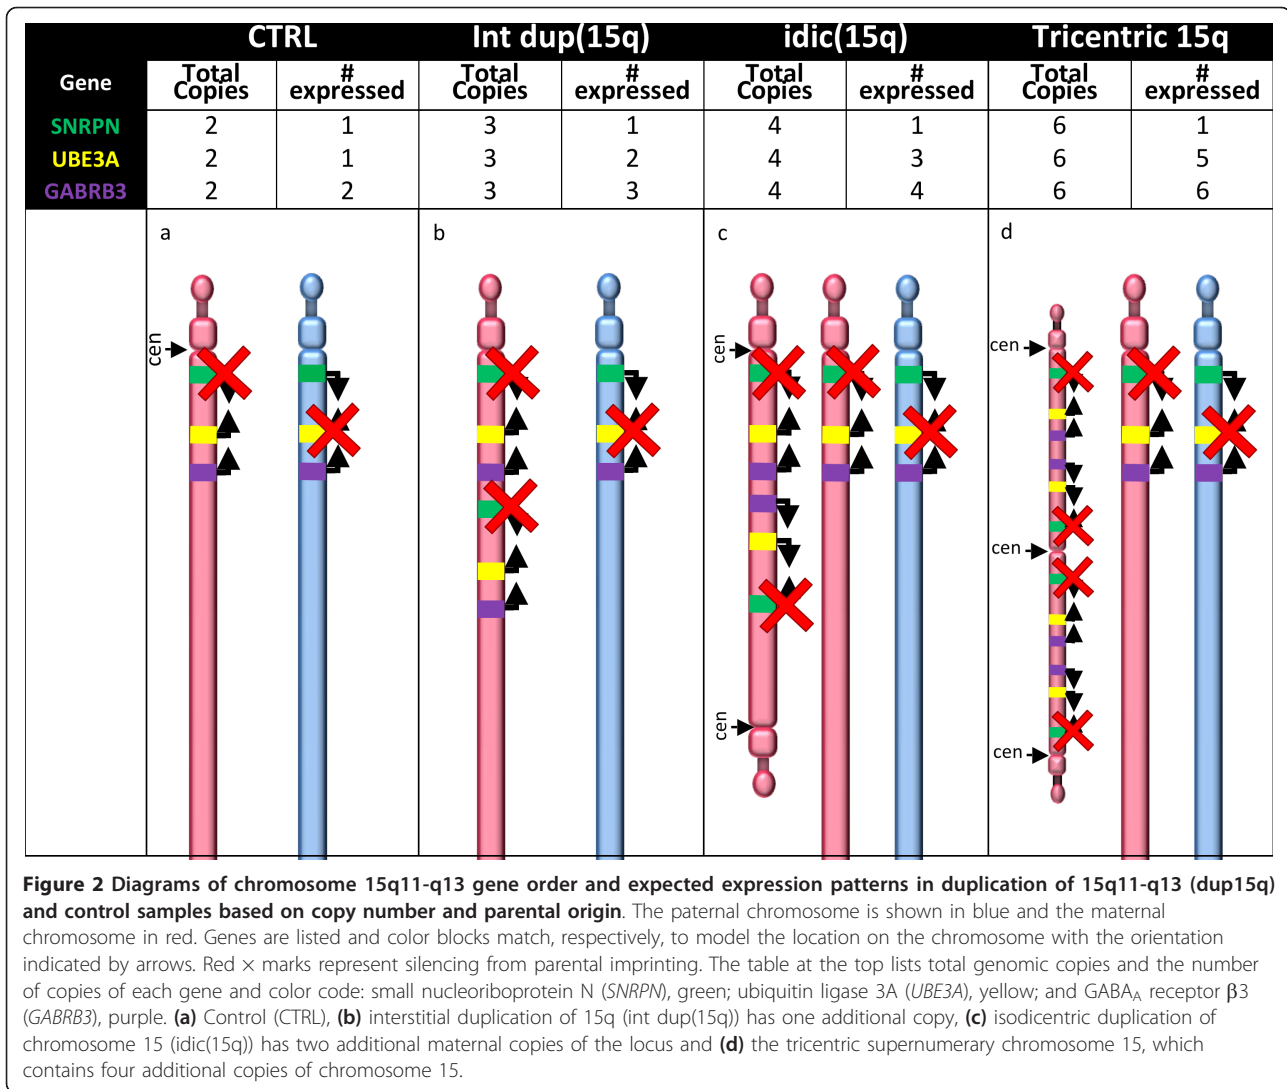 CTRL Int dup(15q) idic(15q) Tricentric 15q
Gene Total Copies # expressed Total Copies # expressed Total Copies # expressed Total Copies # expressed
SNRPN 2 1 3 1 4 1 6 1
UBE3A 2 1 3 2 4 3 6 5
GABRB3 2 2 3 3 4 4 6 6
a b c d
cen cen cen
cen
cen cen
Figure 2 Diagrams of chromosome 15q11-q13 gene order and expected expression patterns in duplication of 15q11-q13 (dup15q)
and control samples based on copy number and parental origin. The paternal chromosome is shown in blue and the maternal
chromosome in red. Genes are listed and color blocks match, respectively, to model the location on the chromosome with the orientation
indicated by arrows. Red × marks represent silencing from parental imprinting. The table at the top lists total genomic copies and the number
of copies of each gene and color code: small nucleoriboprotein N (SNRPN), green; ubiquitin ligase 3A (UBE3A), yellow; and GABAA receptor β3
(GABRB3), purple. (a) Control (CTRL), (b) interstitial duplication of 15q (int dup(15q)) has one additional copy, (c) isodicentric duplication of
chromosome 15 (idic(15q)) has two additional maternal copies of the locus and (d) the tricentric supernumerary chromosome 15, which
contains four additional copies of chromosome 15.